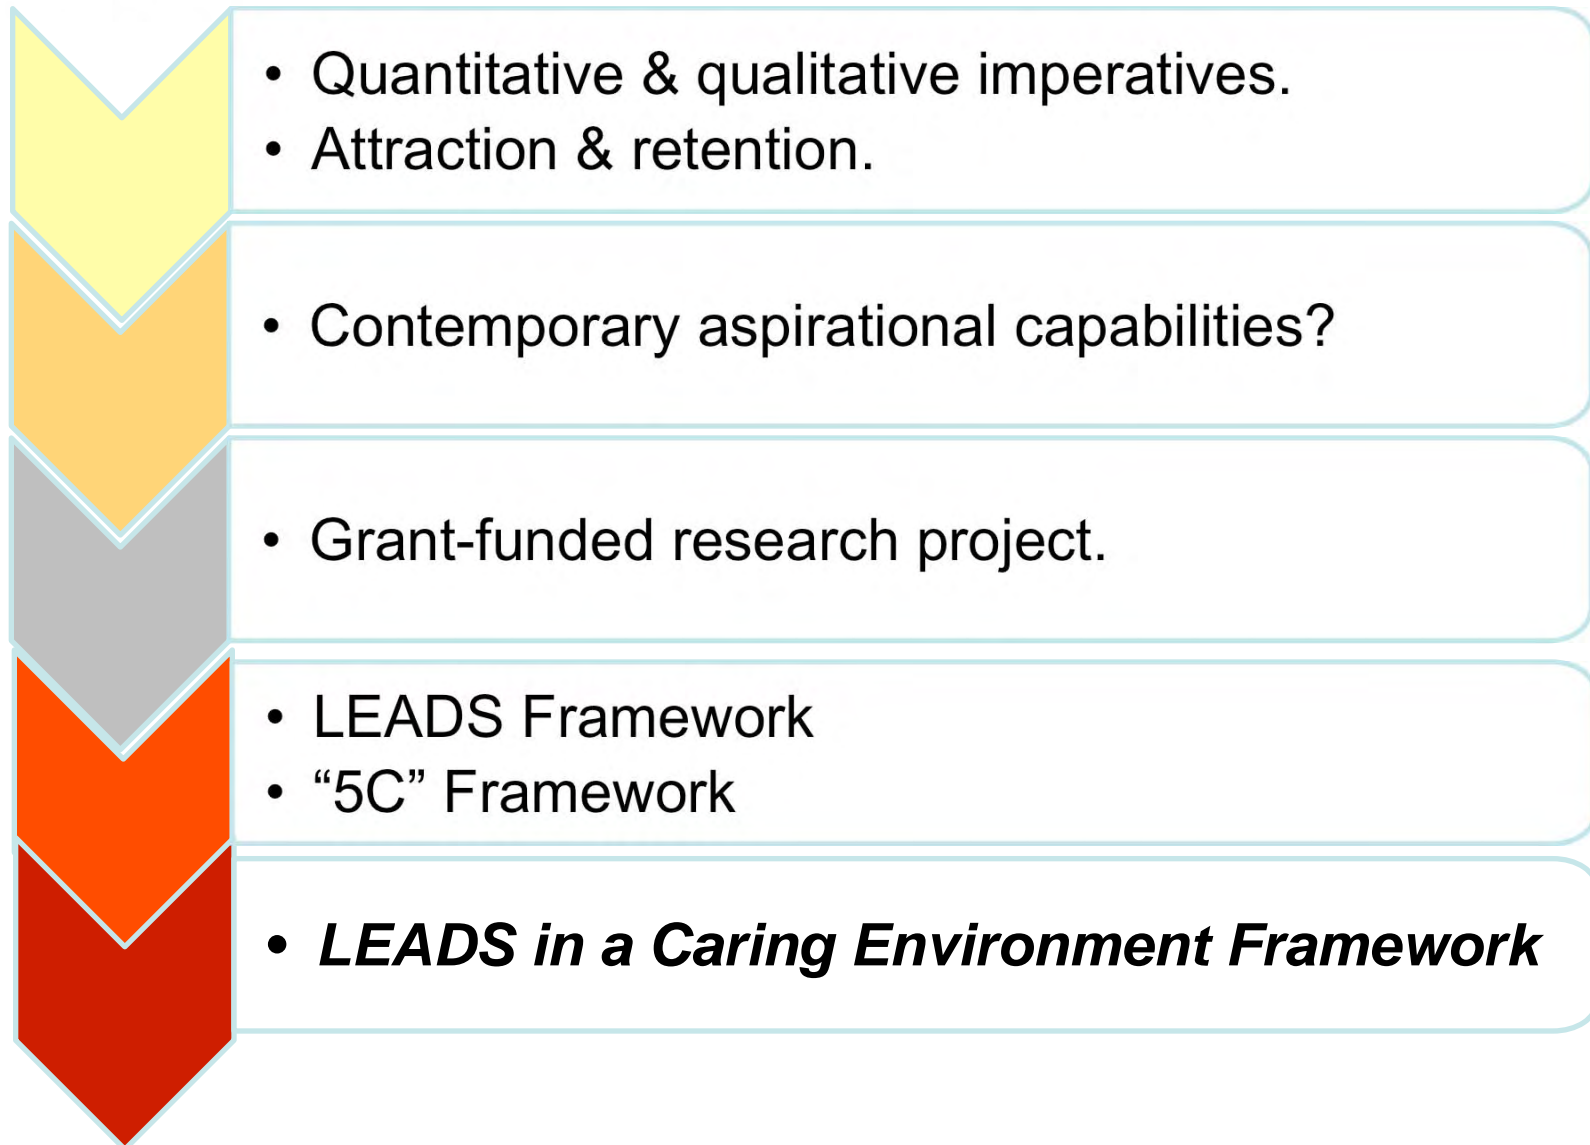 • Quantitative & qualitative imperatives.
• Attraction & retention.
• Contemporary aspirational capabilities?
• Grant-funded research project.
• LEADS Framework
• “5C” Framework
• LEADS in a Caring Environment Framework